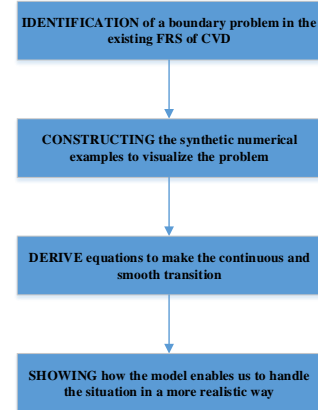 IDENTIFICATION of a boundary problem in the
existing FRS of CVD
CONSTRUCTING the synthetic numerical
examples to visualize the problem
DERIVE equations to make the continuous and
smooth transition
SHOWING how the model enables us to handle
the situation in a more realistic way